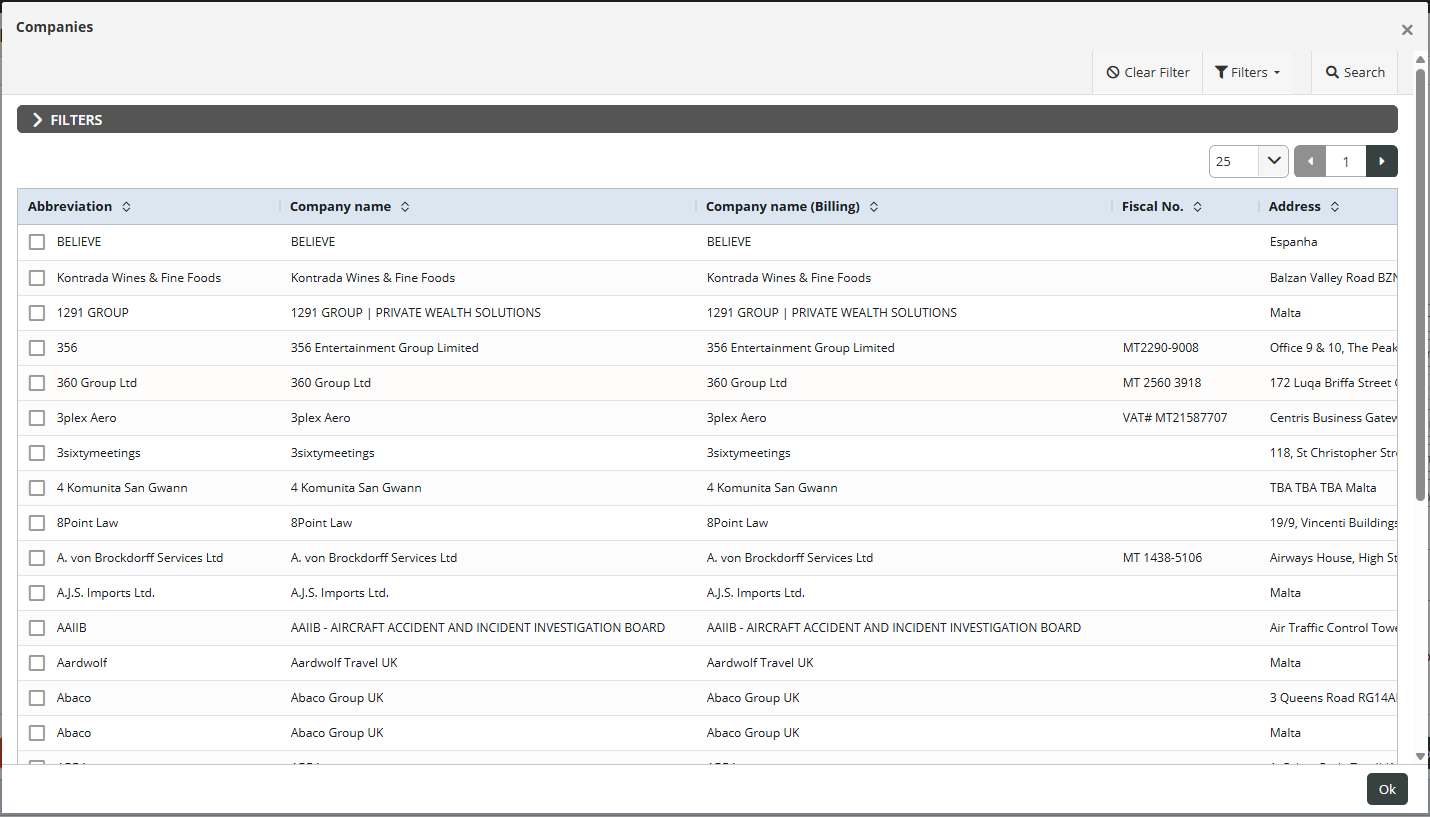 Companies
Clear Filter Filters Search
FILTERS
25 1
Abbreviation Company name Company name (Billing) Fiscal No. Address
BELIEVE BELIEVE BELIEVE Espanha
Kontrada Wines & Fine Foods Kontrada Wines & Fine Foods Kontrada Wines & Fine Foods Balzan Valley Road BZN
1291 GROUP 1291 GROUP | PRIVATE WEALTH SOLUTIONS 1291 GROUP | PRIVATE WEALTH SOLUTIONS Malta
356 356 Entertainment Group Limited 356 Entertainment Group Limited MT2290-9008 Office 9 & 10, The Peak
360 Group Ltd 360 Group Ltd 360 Group Ltd MT 2560 3918 172 Luqa Briffa Street
3plex Aero 3plex Aero 3plex Aero VAT# MT21587707 Centris Business Gatew
3sixtymeetings 3sixtymeetings 3sixtymeetings 118, St Christopher Str
4 Komunita San Gwann 4 Komunita San Gwann 4 Komunita San Gwann TBA TBA TBA Malta
8Point Law 8Point Law 8Point Law 19/9, Vincenti Buildings
A. von Brockdorff Services Ltd A. von Brockdorff Services Ltd A. von Brockdorff Services Ltd MT 1438-5106 Airways House, High St
A.J.S. Imports Ltd. A.J.S. Imports Ltd. A.J.S. Imports Ltd. Malta
AAIIB AAIIB - AIRCRAFT ACCIDENT AND INCIDENT INVESTIGATION BOARD AAIIB - AIRCRAFT ACCIDENT AND INCIDENT INVESTIGATION BOARD Air Traffic Control Towe
Aardwolf Aardwolf Travel UK Aardwolf Travel UK Malta
Abaco Abaco Group UK Abaco Group UK 3 Queens Road RG14A
Abaco Abaco Group UK Abaco Group UK Malta
Ok